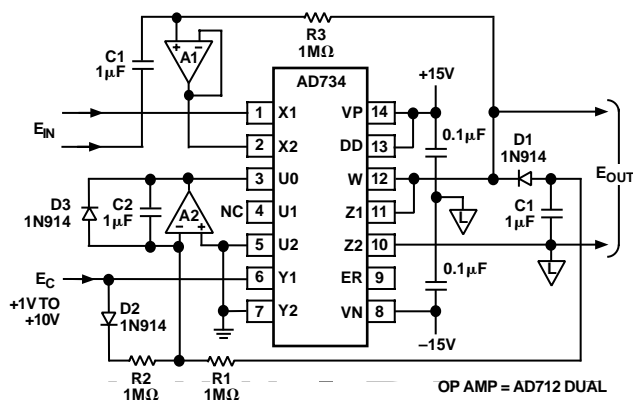 R3
1MΩ
C1
1µF
+
–
A1
AD734
+15V
E_IN
1
X1
VP
14
0.1µF
2
X2
DD
13
D1
1N914
E_OUT
D3
1N914
C2
1µF
A2
–
+
3
U0
W
12
NC
4
U1
Z1
11
C1
1µF
L
5
U2
Z2
10
L
E_C
+1V TO
+10V
6
Y1
ER
9
0.1µF
D2
1N914
7
Y2
VN
8
–15V
R2
1MΩ
R1
1MΩ
OP AMP = AD712 DUAL